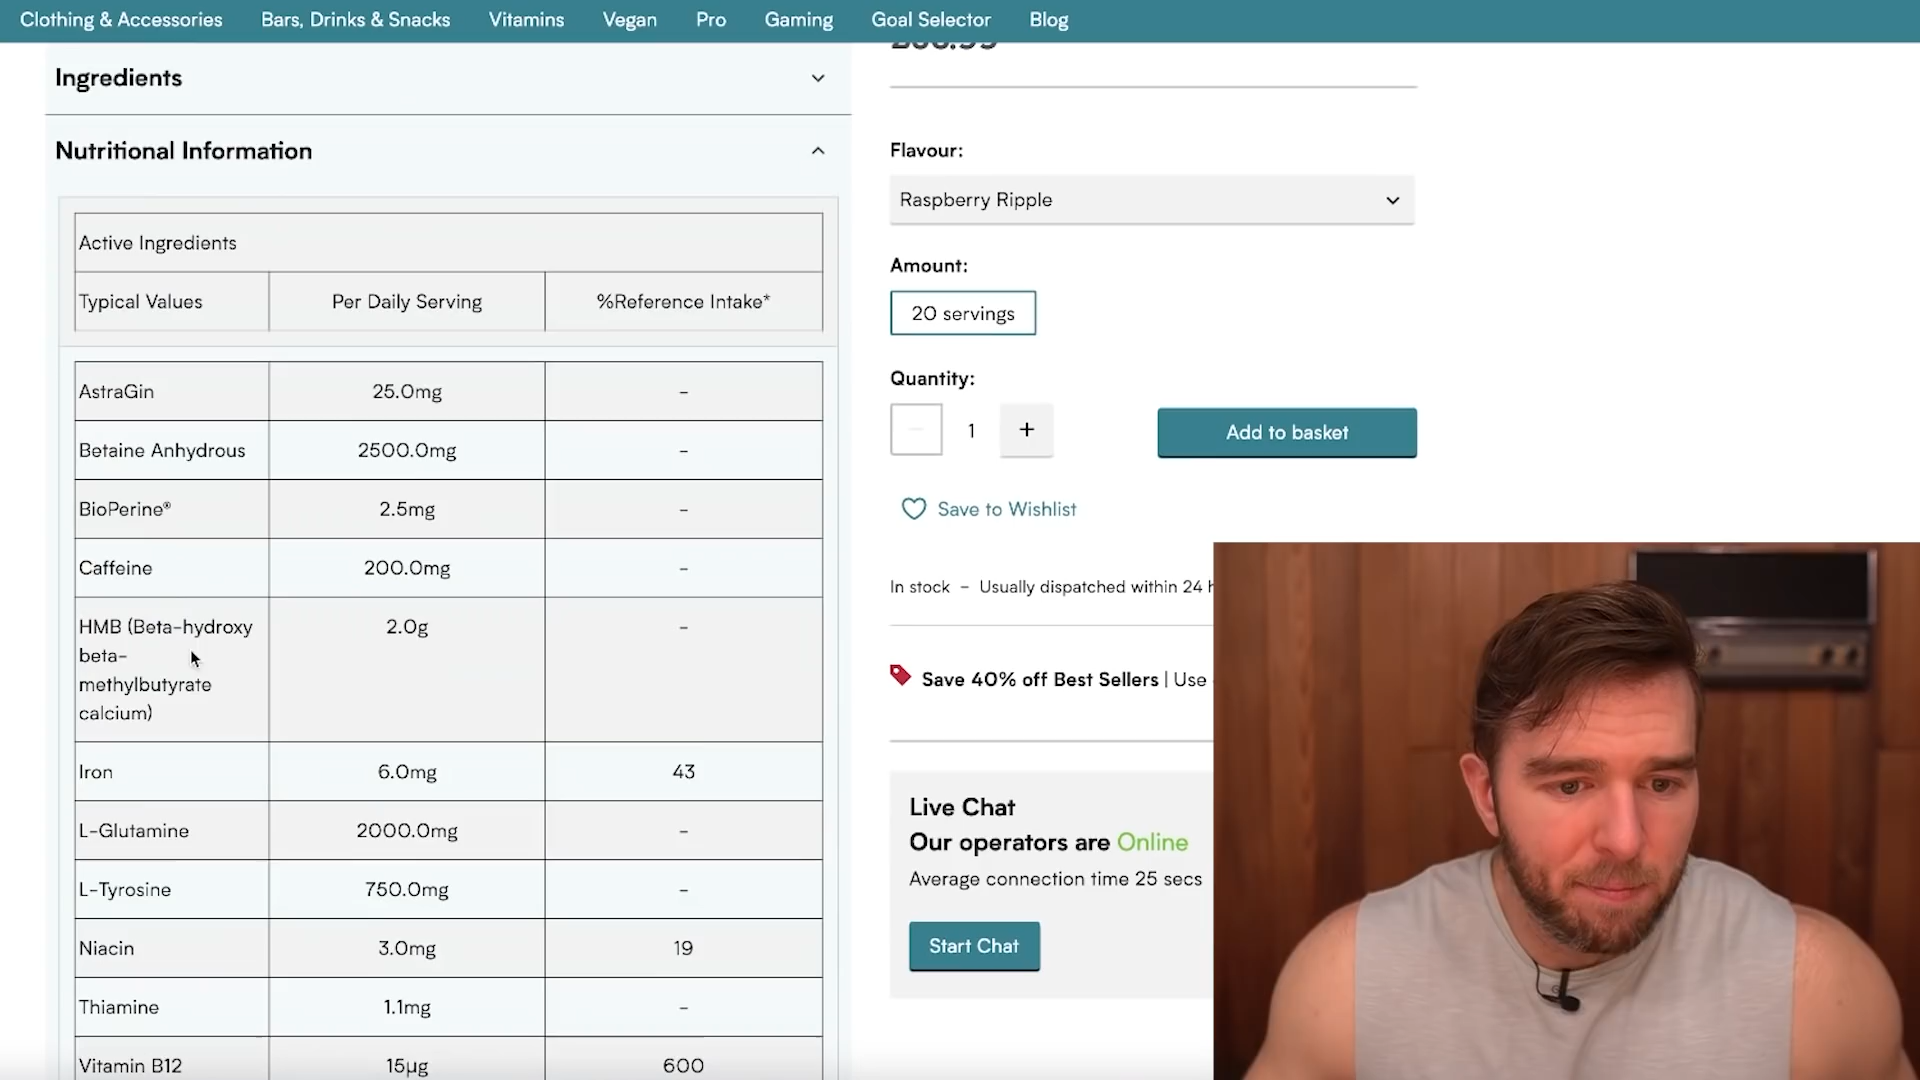 Clothing & Accessories Bars, Drinks & Snacks Vitamins Vegan Pro Gaming Goal Selector Blog
Ingredients
Nutritional Information
Active Ingredients
Typical Values Per Daily Serving %Reference Intake*
AstraGin 25.0mg –
Betaine Anhydrous 2500.0mg –
BioPerine® 2.5mg –
Caffeine 200.0mg –
HMB (Beta-hydroxy 2.0g –
beta-
methylbutyrate
calcium)
Iron 6.0mg 43
L-Glutamine 2000.0mg –
L-Tyrosine 750.0mg –
Niacin 3.0mg 19
Thiamine 1.1mg –
Vitamin B12 15µg 600
Flavour:
Raspberry Ripple
Amount:
20 servings
Quantity:
1 +
Add to basket
Save to Wishlist
In stock – Usually dispatched within 24
Save 40% off Best Sellers | Use
Live Chat
Our operators are Online
Average connection time 25 secs
Start Chat